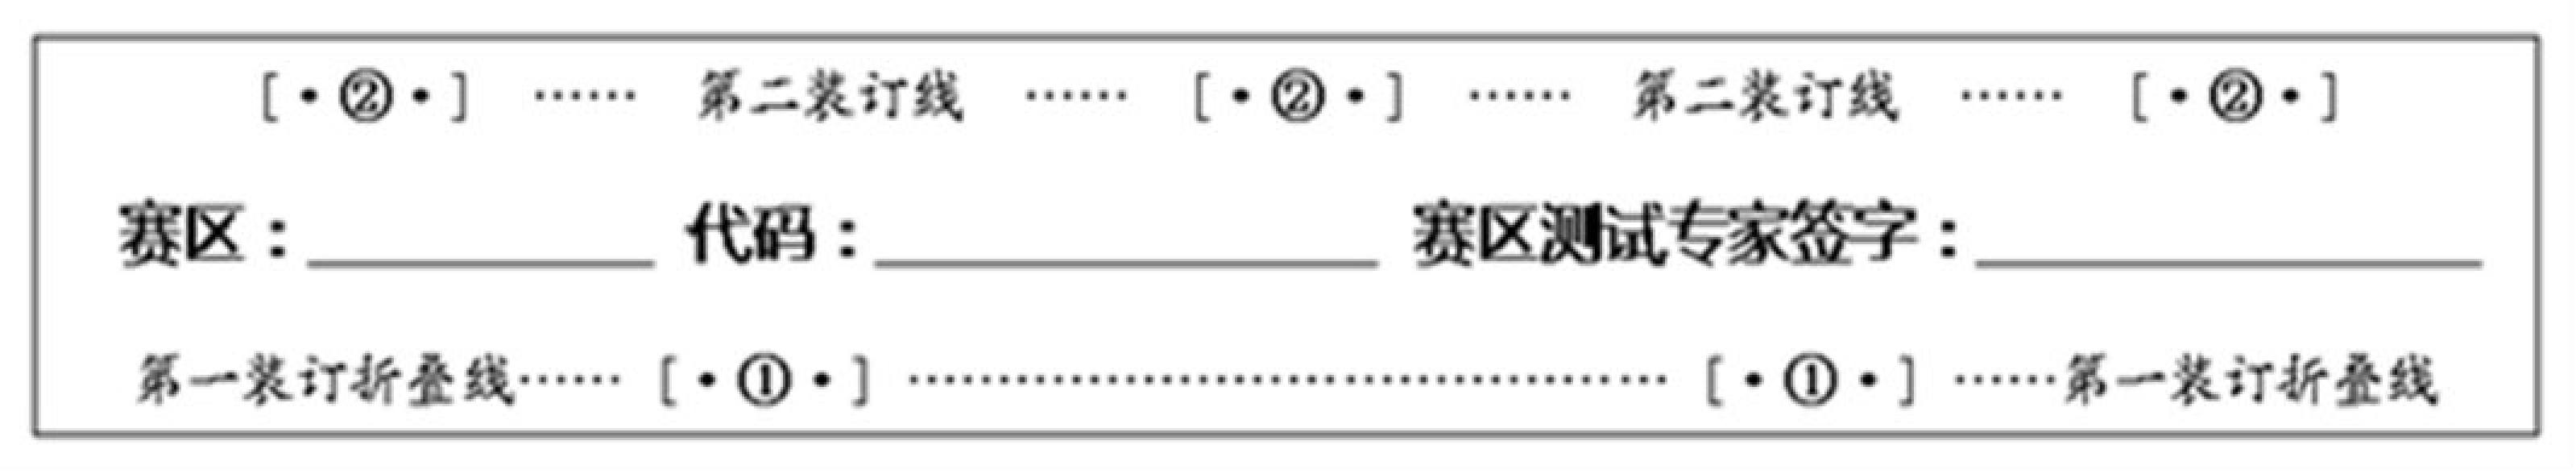 [·②·] …… 第二装订线 …… [·②·] …… 第二装订线 …… [·②·]
赛区：__________ 代码：______________ 赛区测试专家签字：______________
第一装订折叠线…… [·①·] ………………………………………… [·①·] ……第一装订折叠线